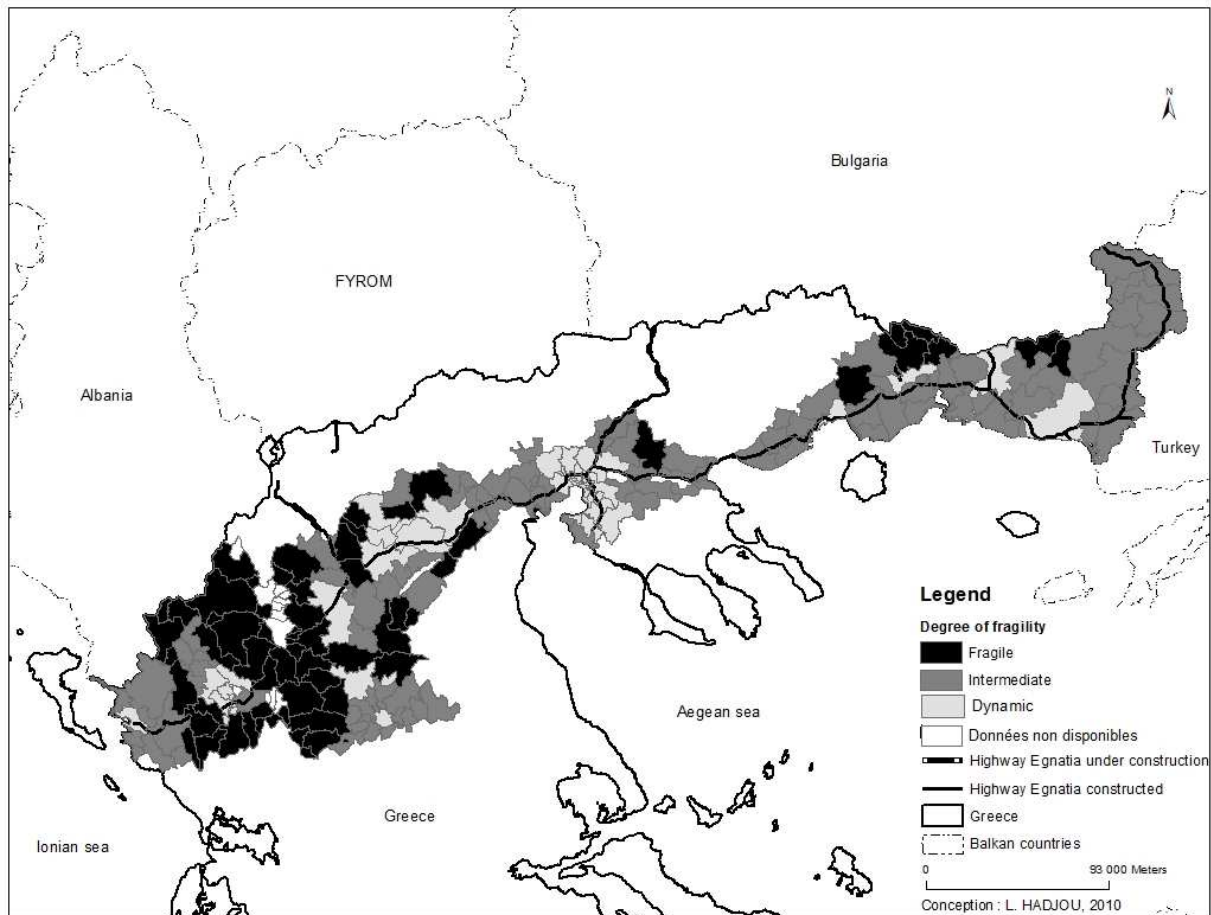 N
Bulgaria
FYROM
Albania
Turkey
Legend
Degree of fragility
Fragile
Intermediate
Dynamic
Données non disponibles
Highway Egnatia under construction
Highway Egnatia constructed
Greece
Balkan countries
0 93 000 Meters
Conception : L. HADJOU, 2010
Aegean sea
Greece
Ionian sea